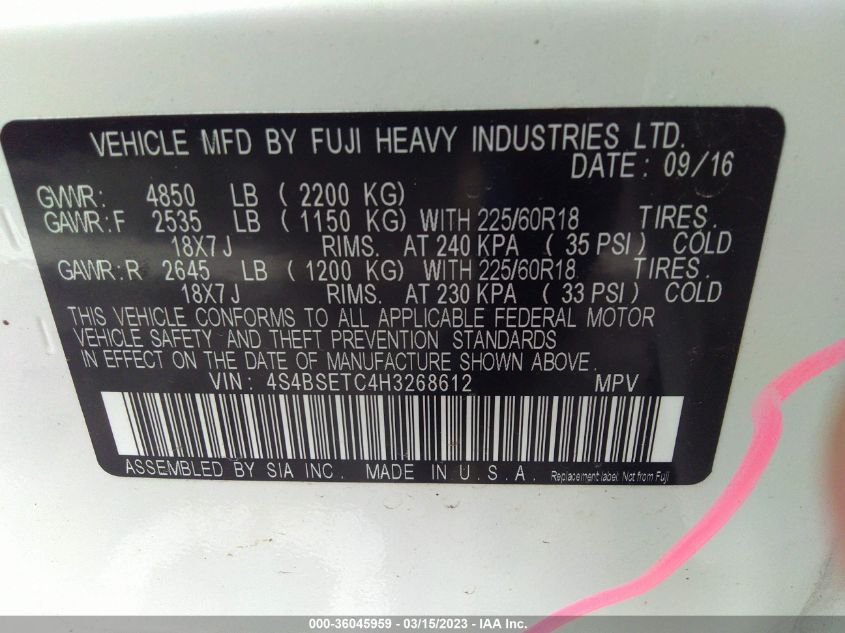 VEHICLE MFD BY FUJI HEAVY INDUSTRIES LTD.
DATE: 09/16
GVWR: 4850 LB (2200 KG)
GAWR:F 2535 LB (1150 KG) WITH 225/60R18 TIRES.
18X7J RIMS. AT 240 KPA (35 PSI) COLD
GAWR:R 2645 LB (1200 KG) WITH 225/60R18 TIRES.
18X7J RIMS. AT 230 KPA (33 PSI) COLD
THIS VEHICLE CONFORMS TO ALL APPLICABLE FEDERAL MOTOR
VEHICLE SAFETY AND THEFT PREVENTION STANDARDS
IN EFFECT ON THE DATE OF MANUFACTURE SHOWN ABOVE.
VIN: 4S4BSETC4H3268612 MPV
ASSEMBLED BY SIA INC. MADE IN U.S.A. Replacement label: Not from Fuji
000-36045959 - 03/15/2023 - IAA Inc.